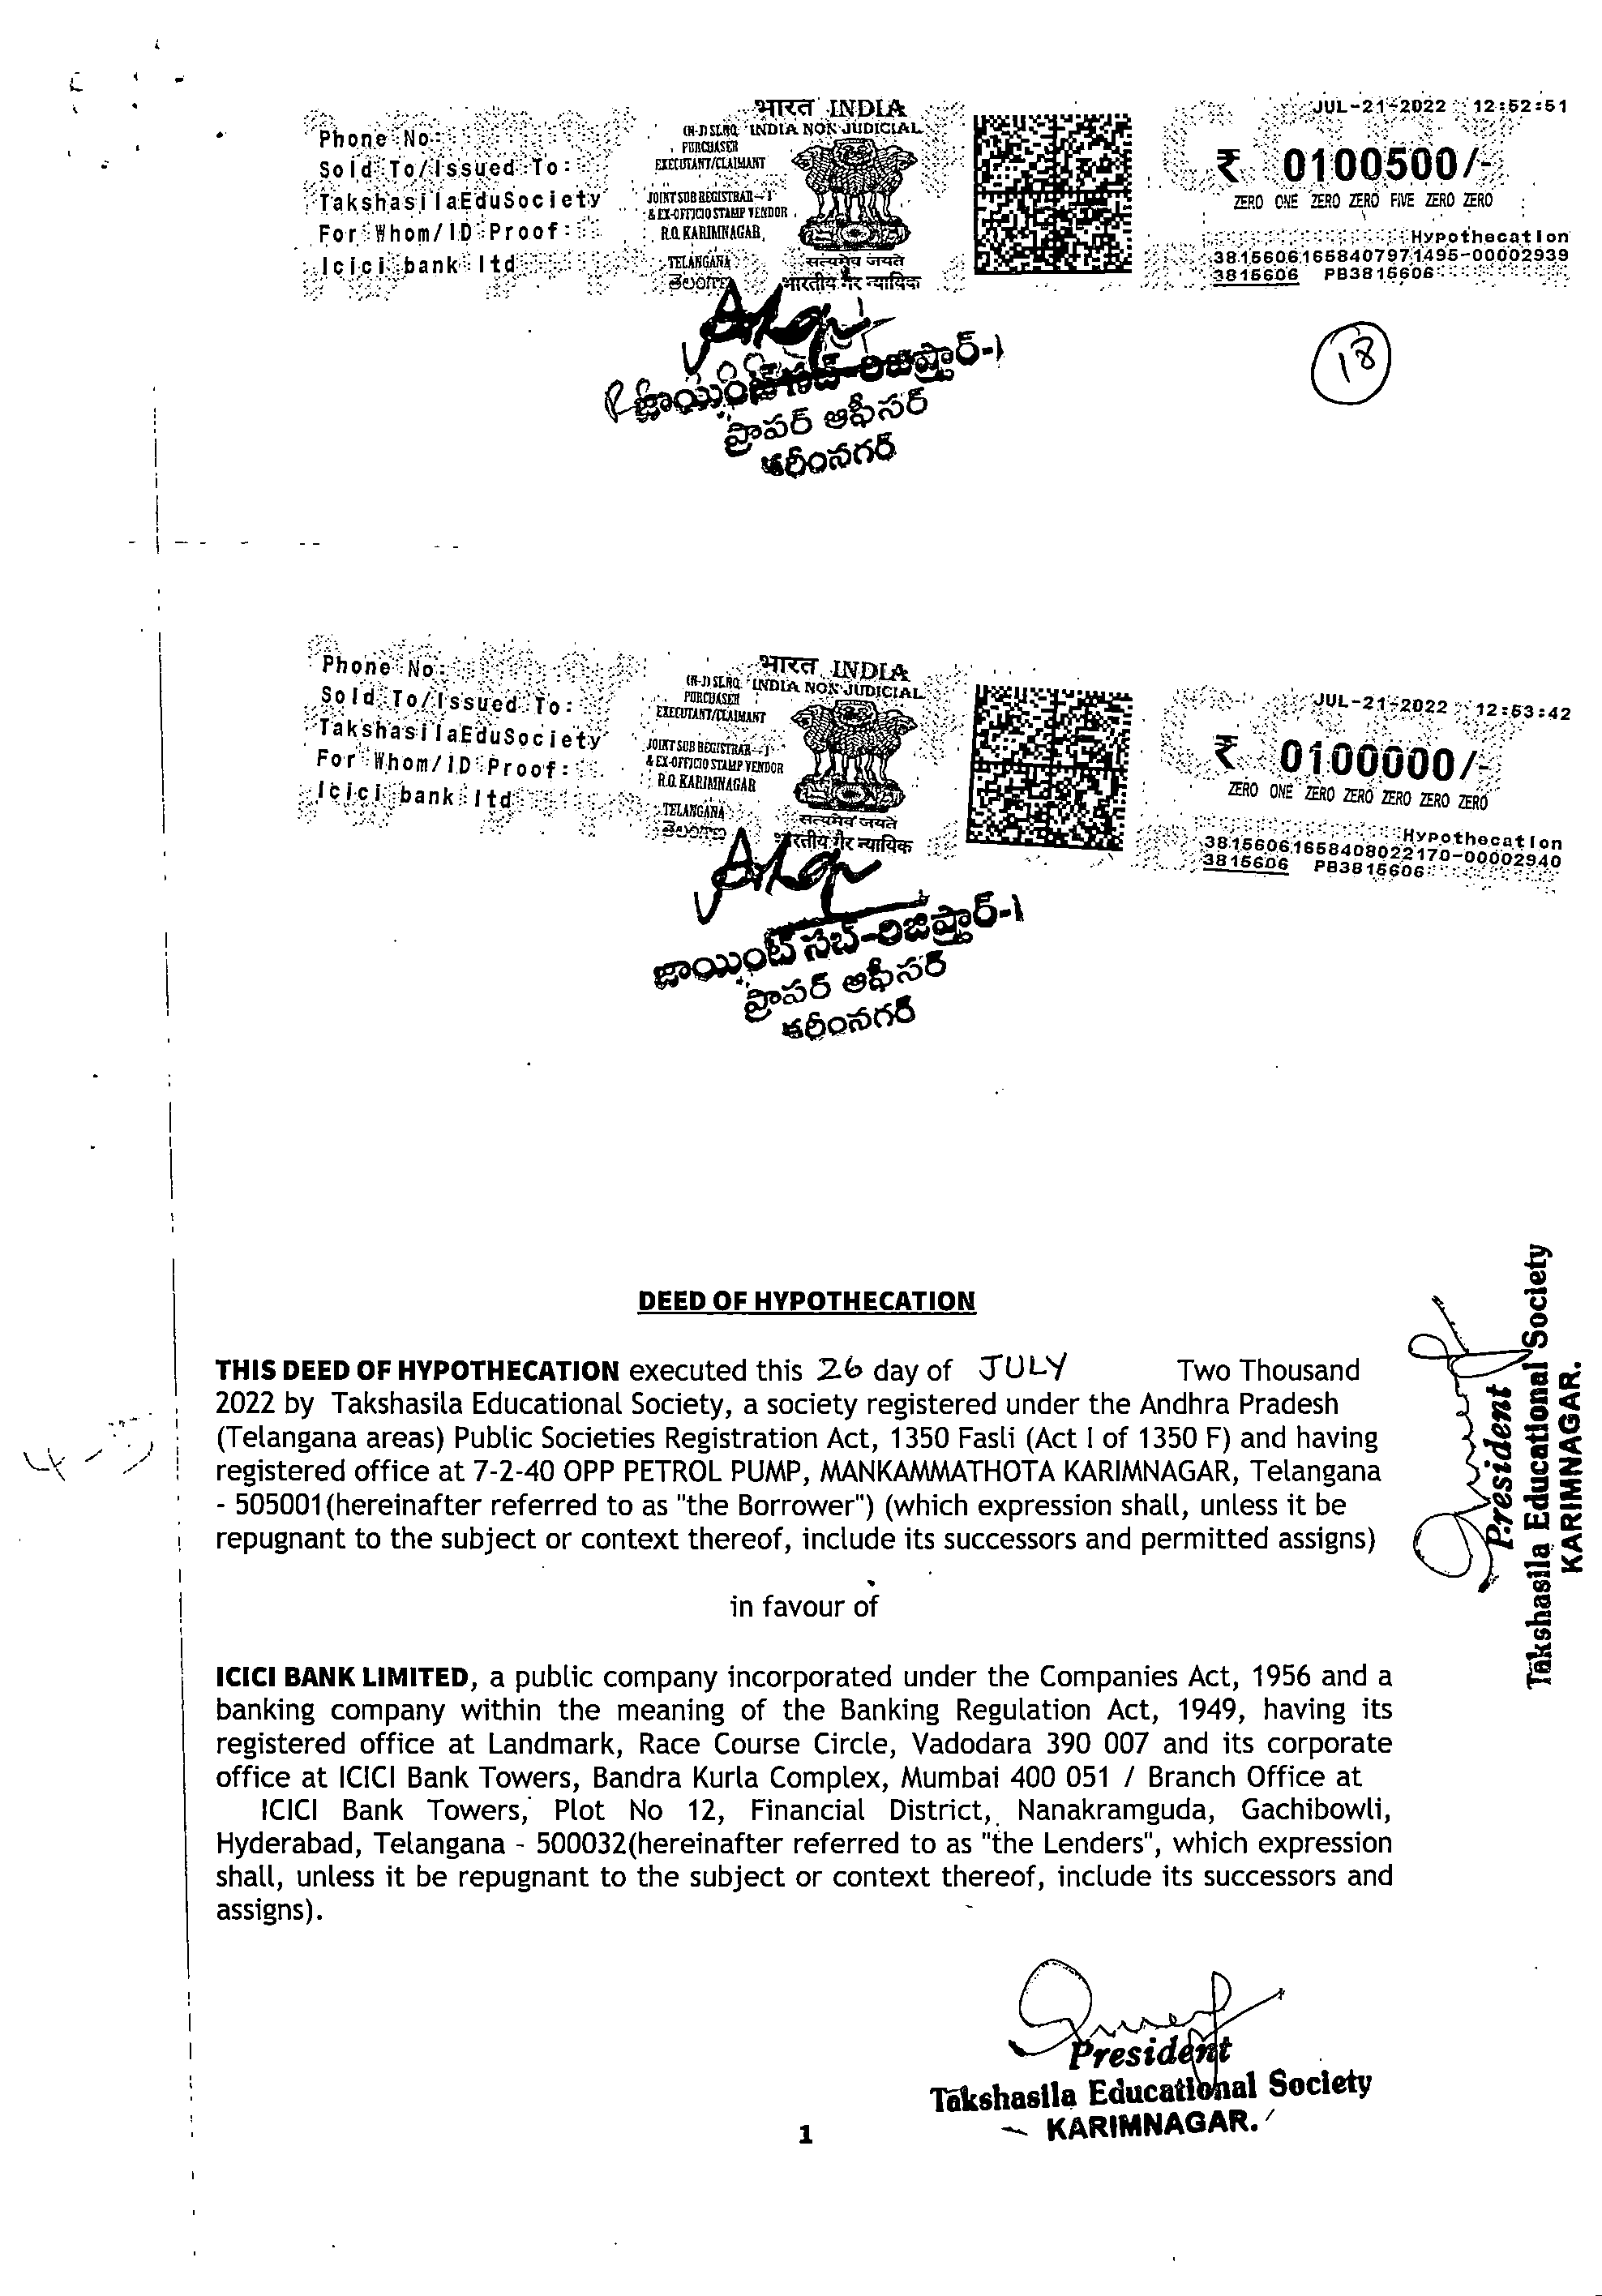 Phone No:
Sold To/Issued To:
TakshasilaEduSociety
For Whom/ID Proof:
Icici bank ltd
भारत INDIA
(N-J) SLNO. INDIA NON JUDICIAL
PURCHASER
EXECUTANT/CLAIMANT
JOINT SUB REGISTRAR-I
& EX-OFFICIO STAMP VENDOR
R.O. KARIMNAGAR,
TELANGANA
తెలంగాణ
सत्यमेव जयते
भारतीय गैर न्यायिक
JUL-21-2022 12:52:51
₹ 0100500/-
ZERO ONE ZERO ZERO FIVE ZERO ZERO
Hypothecation
38156061658407971495-00002939
3815606 PB3815606
18
జాయింట్ సబ్-రిజిస్ట్రార్-I
ప్రాపర్ ఆఫీసర్
కరీంనగర్
Phone No:
Sold To/Issued To:
TakshasilaEduSociety
For Whom/ID Proof:
Icici bank ltd
भारत INDIA
(N-J) SLNO. INDIA NON JUDICIAL
PURCHASER
EXECUTANT/CLAIMANT
JOINT SUB REGISTRAR-I
& EX-OFFICIO STAMP VENDOR
R.O. KARIMNAGAR
TELANGANA
తెలంగాణ
सत्यमेव जयते
भारतीय गैर न्यायिक
JUL-21-2022 12:53:42
₹ 0100000/-
ZERO ONE ZERO ZERO ZERO ZERO ZERO
Hypothecation
38156061658408022170-00002940
3815606 PB3815606
జాయింట్ సబ్-రిజిస్ట్రార్-I
ప్రాపర్ ఆఫీసర్
కరీంనగర్
DEED OF HYPOTHECATION
THIS DEED OF HYPOTHECATION executed this 26 day of JULY Two Thousand
2022 by Takshasila Educational Society, a society registered under the Andhra Pradesh
(Telangana areas) Public Societies Registration Act, 1350 Fasli (Act I of 1350 F) and having
registered office at 7-2-40 OPP PETROL PUMP, MANKAMMATHOTA KARIMNAGAR, Telangana
- 505001(hereinafter referred to as "the Borrower") (which expression shall, unless it be
repugnant to the subject or context thereof, include its successors and permitted assigns)
President
Takshasila Educational Society
KARIMNAGAR.
in favour of
ICICI BANK LIMITED, a public company incorporated under the Companies Act, 1956 and a
banking company within the meaning of the Banking Regulation Act, 1949, having its
registered office at Landmark, Race Course Circle, Vadodara 390 007 and its corporate
office at ICICI Bank Towers, Bandra Kurla Complex, Mumbai 400 051 / Branch Office at
ICICI Bank Towers, Plot No 12, Financial District, Nanakramguda, Gachibowli,
Hyderabad, Telangana - 500032(hereinafter referred to as "the Lenders", which expression
shall, unless it be repugnant to the subject or context thereof, include its successors and
assigns).
President
Takshasila Educational Society
KARIMNAGAR.
1